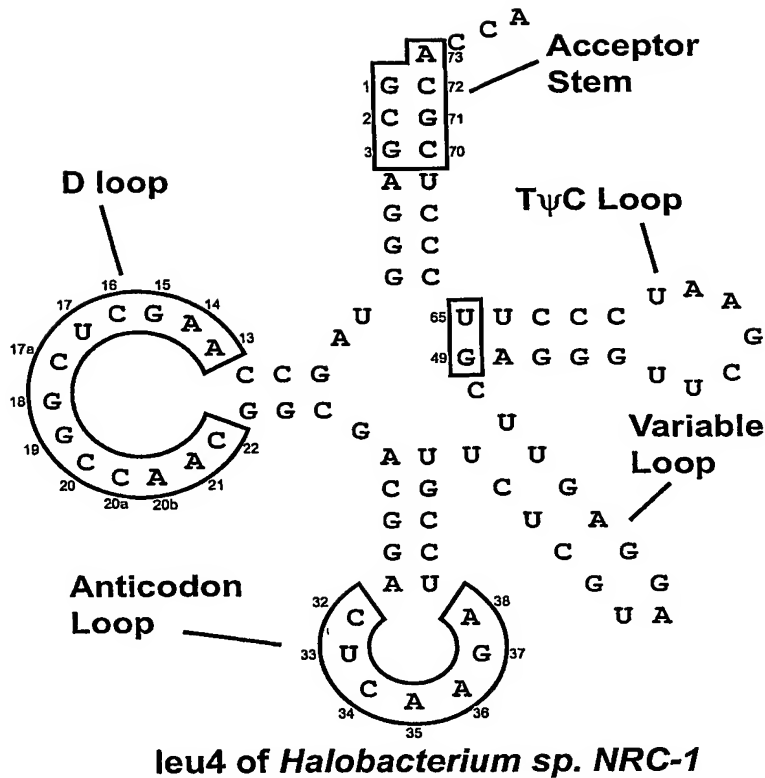 A C C A
73
Acceptor
Stem
1 G C 72
2 C G 71
3 G C 70
A U
G C
G C
G C
D loop
TψC Loop
13 14 15 16 17 17a 18 19 20 20a 20b 21 22
A A G C U C G G C C A A C
U A
C C G
G G C
G
65 U U C C C
49 G A G G G
U A A G C U U
C U U G A G G A
U C U C G U
Variable
Loop
A U
C G
G C
G C
A U
Anticodon
Loop
32 33 34 35 36 37 38
C U C A A G A
leu4 of Halobacterium sp. NRC-1